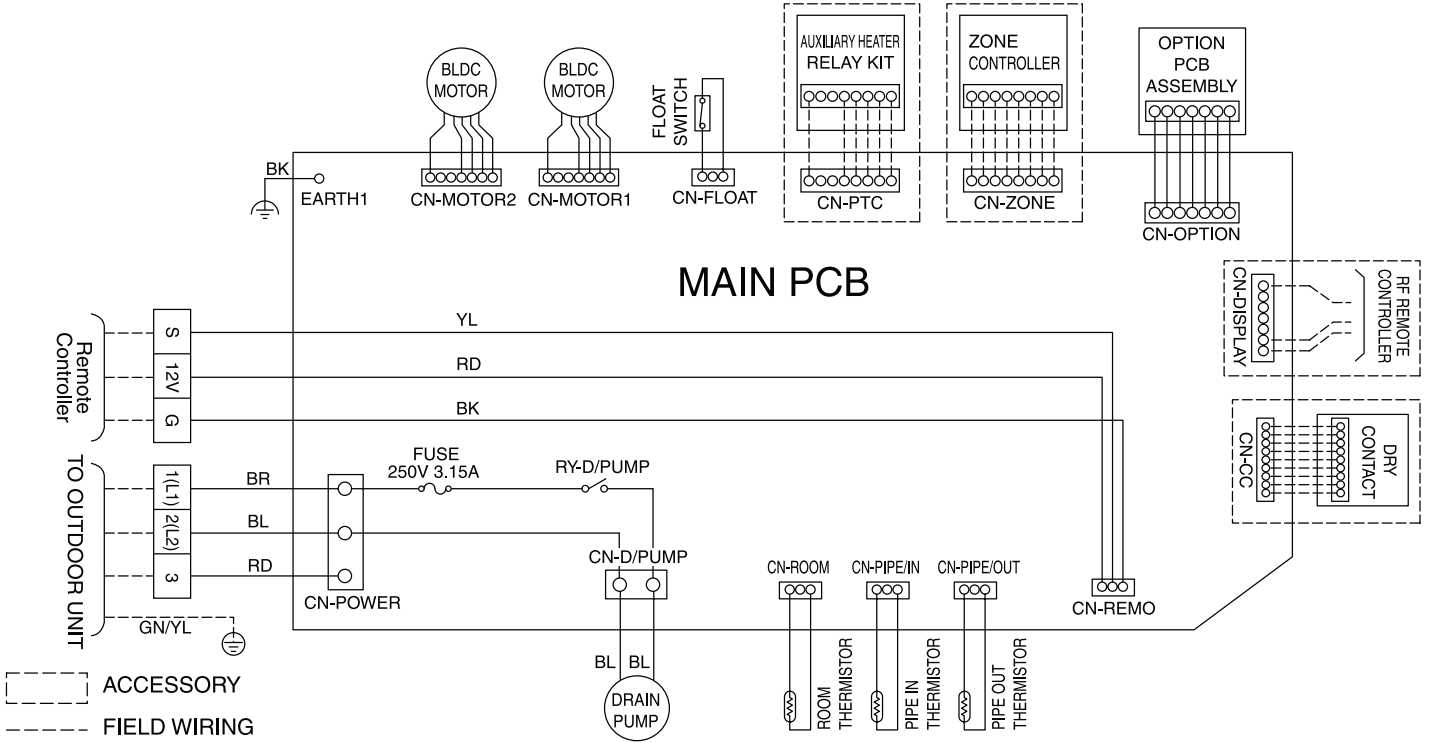 BLDC
MOTOR
BLDC
MOTOR
FLOAT
SWITCH
AUXILIARY HEATER
RELAY KIT
ZONE
CONTROLLER
OPTION
PCB
ASSEMBLY
BK
EARTH1
CN-MOTOR2
CN-MOTOR1
CN-FLOAT
CN-PTC
CN-ZONE
CN-OPTION
MAIN PCB
CN-DISPLAY
RF REMOTE
CONTROLLER
Remote
Controller
S
12V
G
YL
RD
BK
CN-CC
DRY
CONTACT
TO OUTDOOR UNIT
1(L1)
2(L2)
3
BR
BL
RD
GN/YL
CN-POWER
FUSE
250V 3.15A
RY-D/PUMP
CN-D/PUMP
BL
BL
DRAIN
PUMP
CN-ROOM
CN-PIPE/IN
CN-PIPE/OUT
CN-REMO
ROOM
THERMISTOR
PIPE IN
THERMISTOR
PIPE OUT
THERMISTOR
ACCESSORY
FIELD WIRING